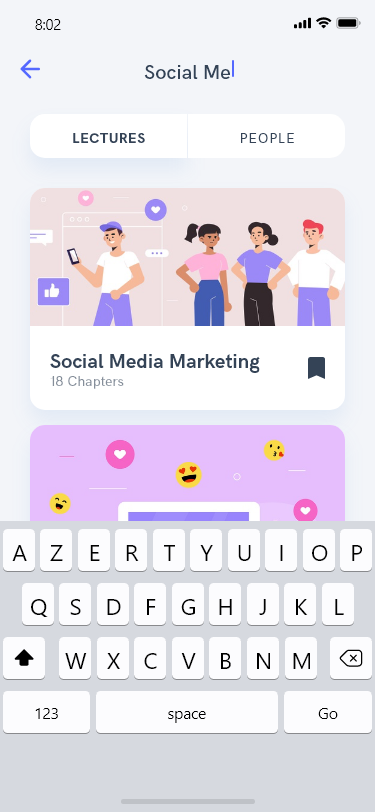 8:02
Social Me
LECTURES
PEOPLE
Social Media Marketing
18 Chapters
A Z E R T Y U I O P
Q S D F G H J K L
W X C V B N M
123 space Go